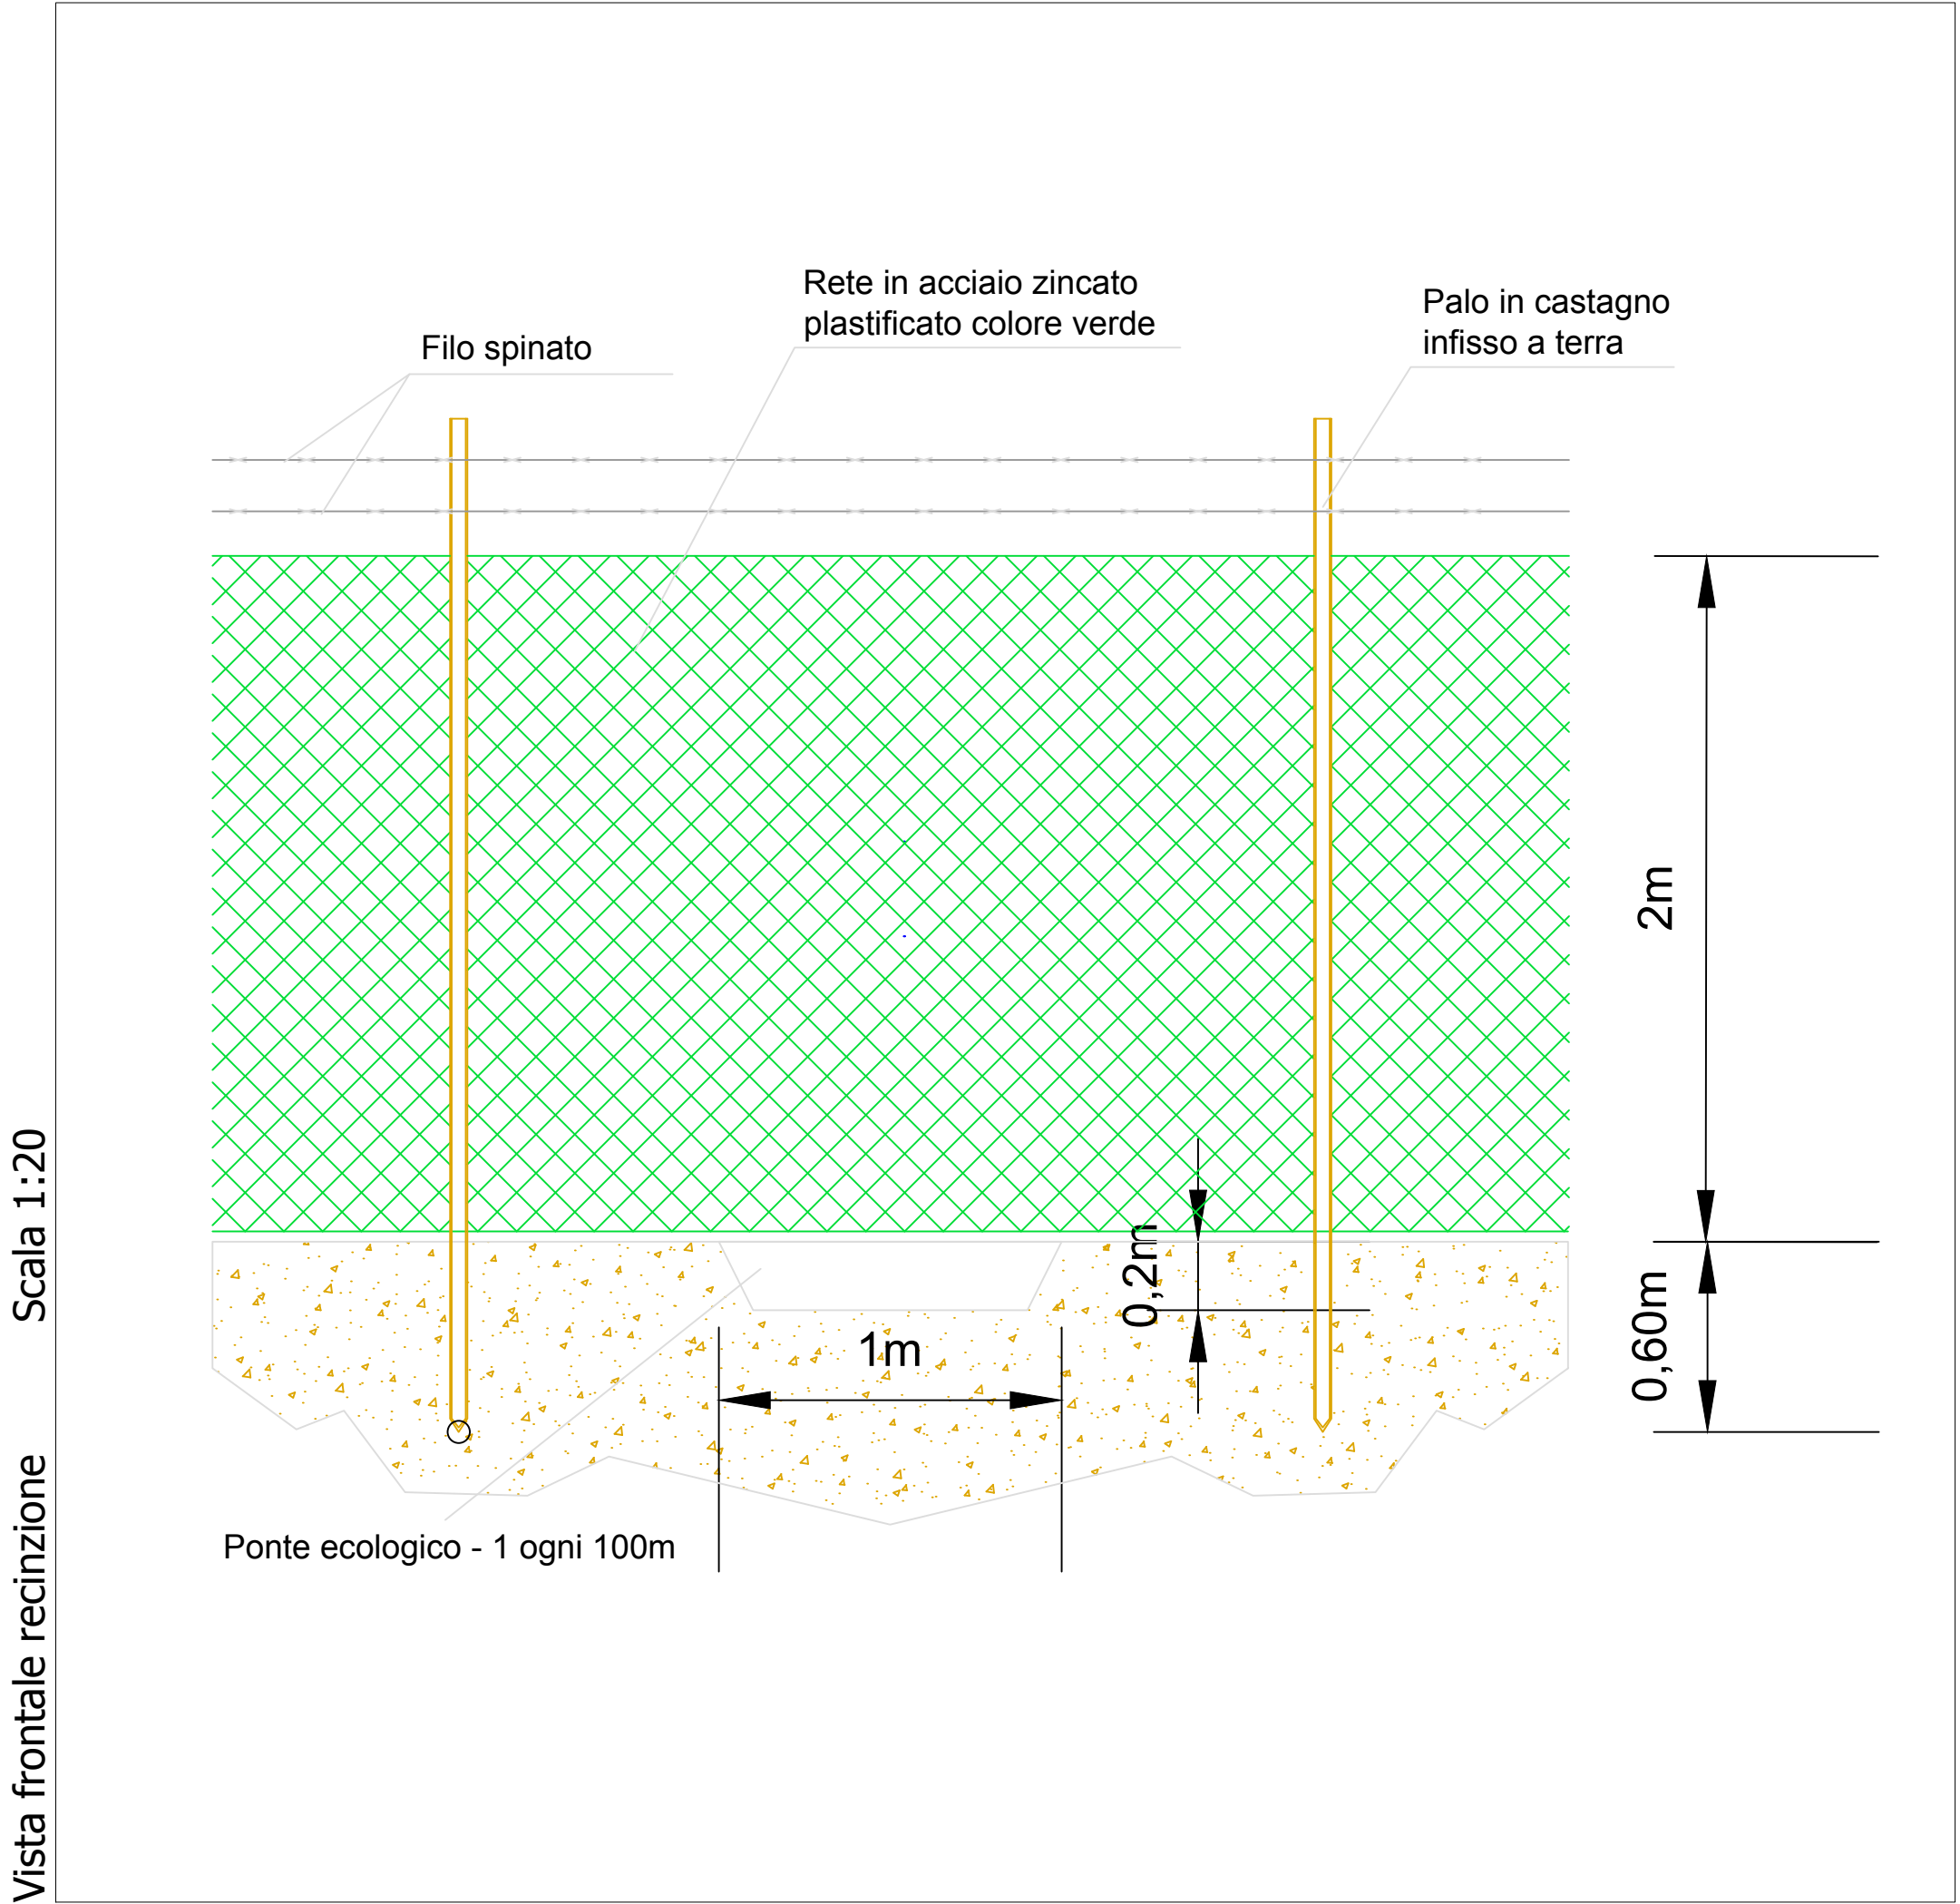 Filo spinato
Rete in acciaio zincato
plastificato colore verde
Palo in castagno
infisso a terra
2m
0,2m
1m
0,60m
Ponte ecologico - 1 ogni 100m
Vista frontale recinzione
Scala 1:20